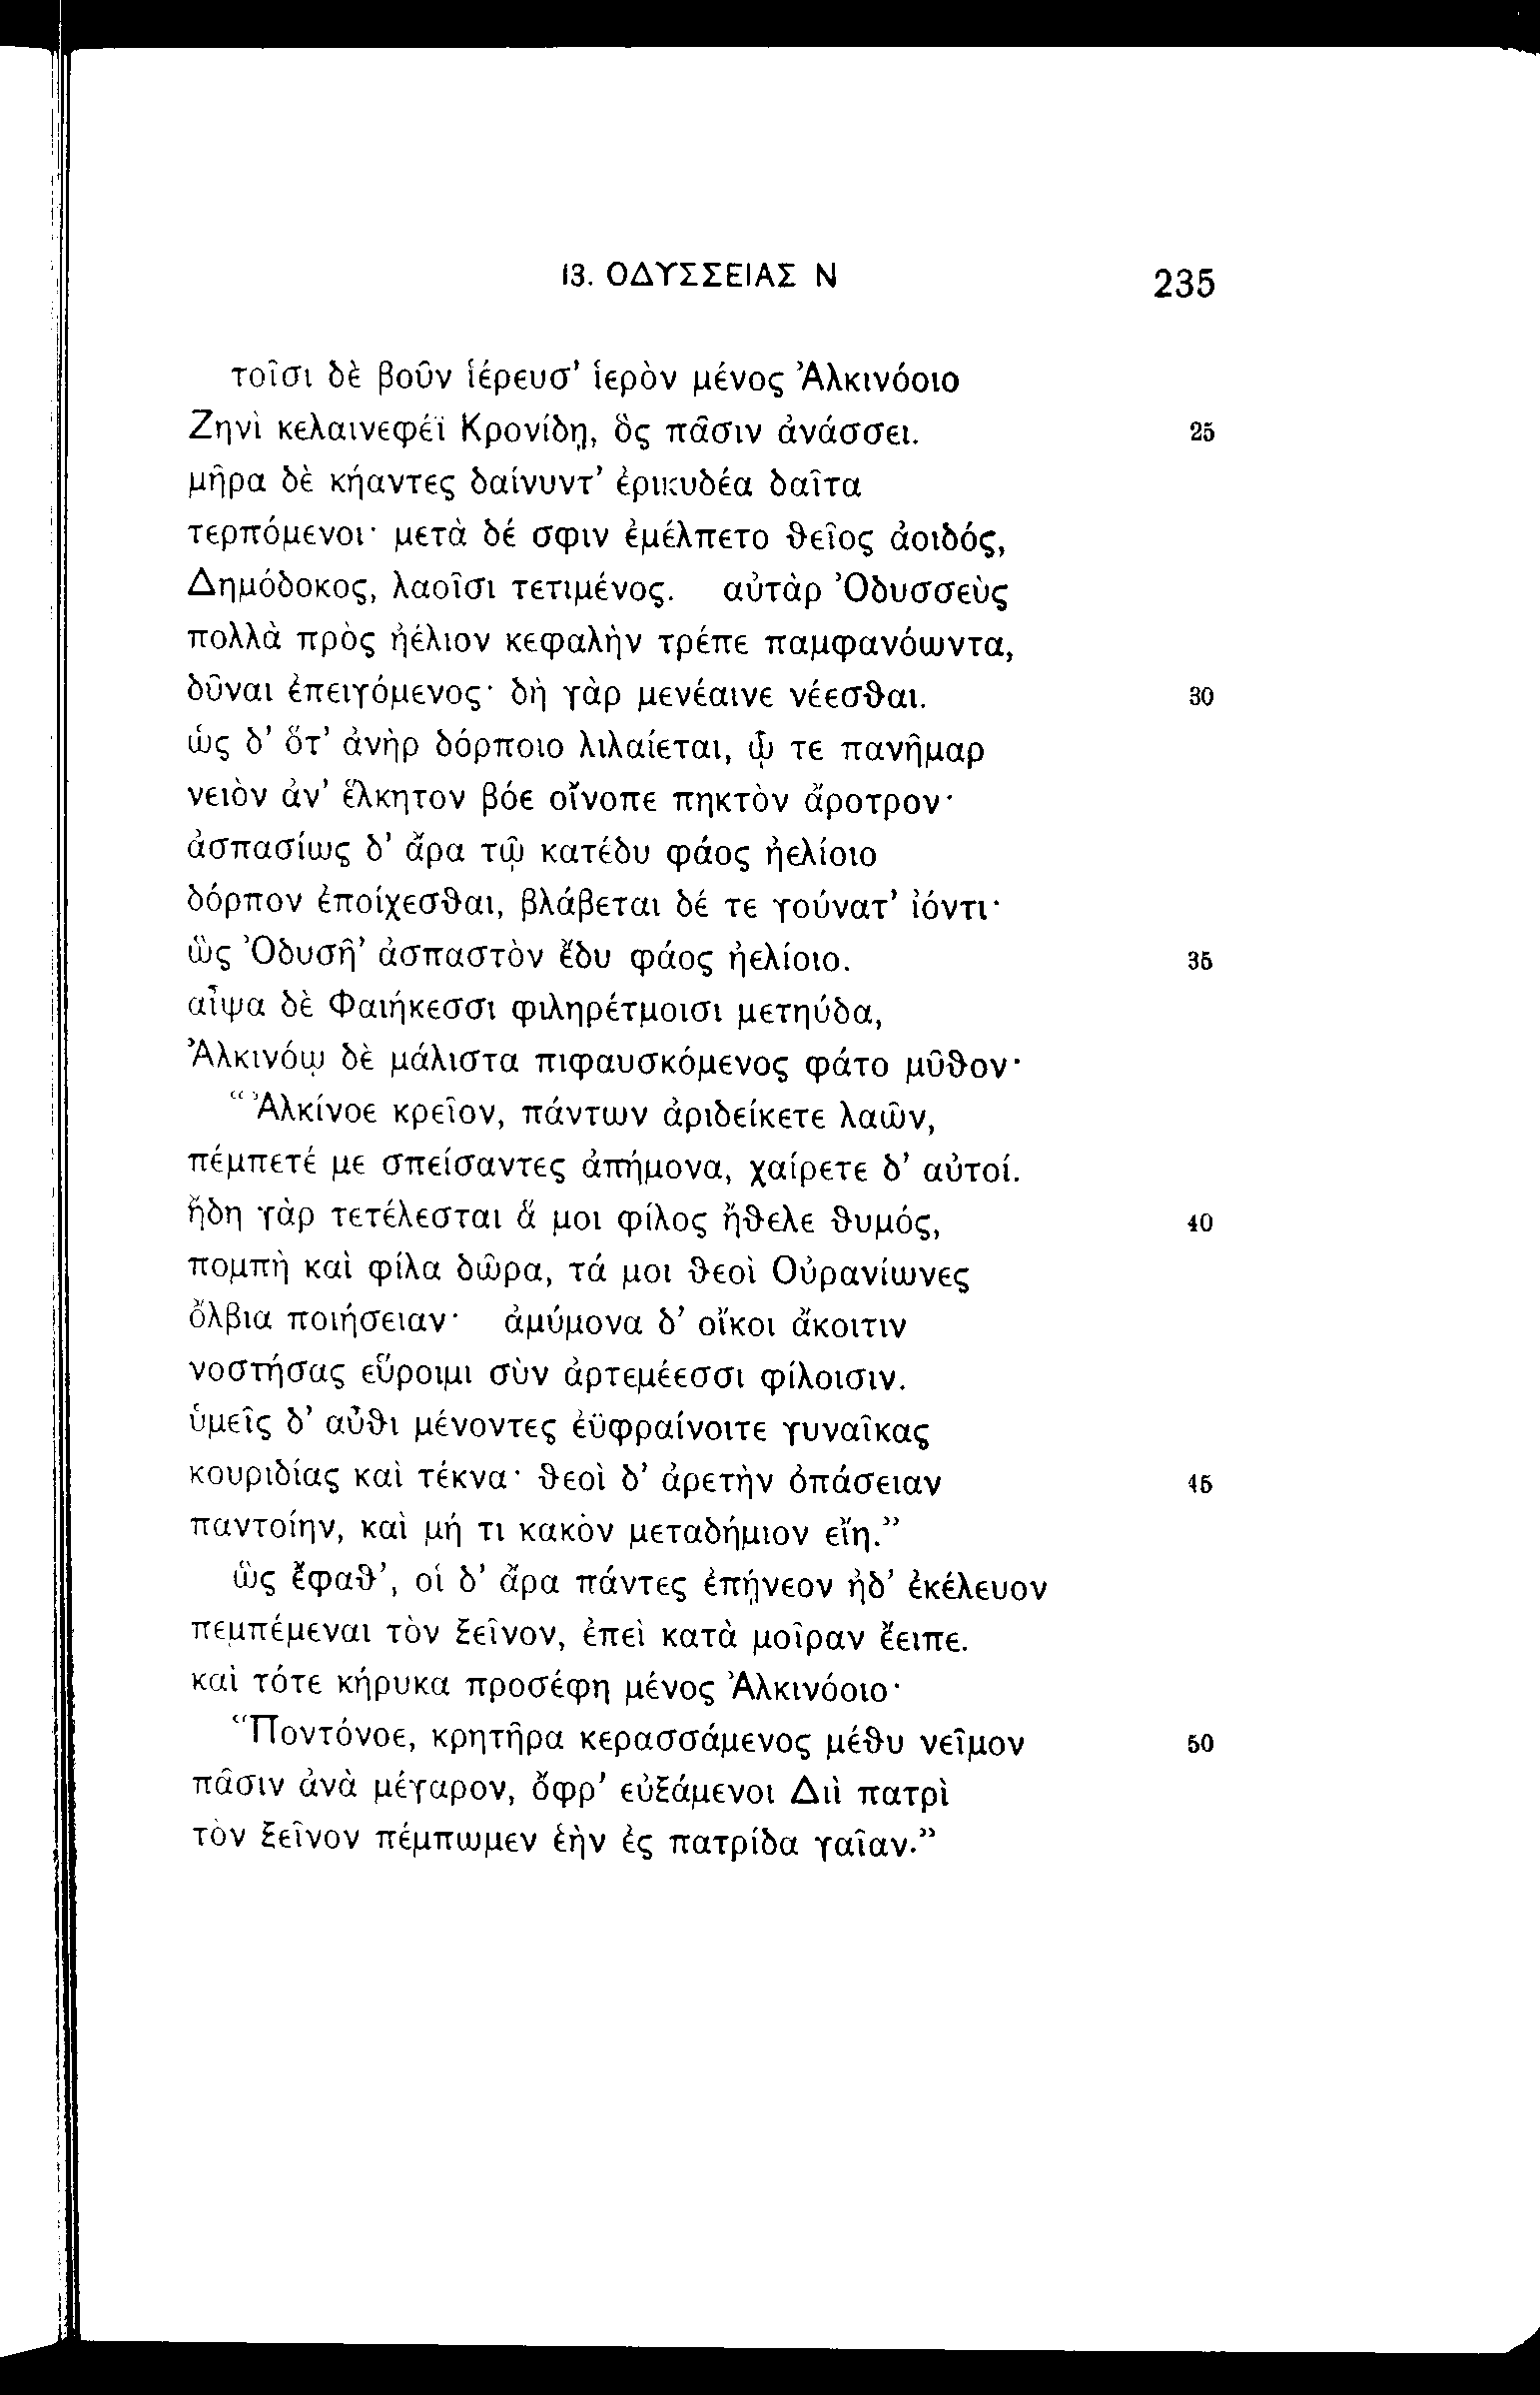 13. ΟΔΥΣΣΕΙΑΣ Ν 235
τοῖσι δὲ βοῦν ἱέρευσ’ ἱερὸν μένος Ἀλκινόοιο
Ζηνὶ κελαινεφέϊ Κρονίδῃ, ὃς πᾶσιν ἀνάσσει. 25
μῆρα δὲ κήαντες δαίνυντ’ ἐρικυδέα δαῖτα
τερπόμενοι· μετὰ δέ σφιν ἐμέλπετο ϑεῖος ἀοιδός,
Δημόδοκος, λαοῖσι τετιμένος. αὐτὰρ Ὀδυσσεὺς
πολλὰ πρὸς ἠέλιον κεφαλὴν τρέπε παμφανόωντα,
δῦναι ἐπειγόμενος· δὴ γὰρ μενέαινε νέεσϑαι. 30
ὡς δ’ ὅτ’ ἀνὴρ δόρποιο λιλαίεται, ᾧ τε πανῆμαρ
νειὸν ἀν’ ἕλκητον βόε οἴνοπε πηκτὸν ἄροτρον·
ἀσπασίως δ’ ἄρα τῷ κατέδυ φάος ἠελίοιο
δόρπον ἐποίχεσϑαι, βλάβεται δέ τε γούνατ’ ἰόντι·
ὣς Ὀδυσῆ’ ἀσπαστὸν ἔδυ φάος ἠελίοιο. 35
αἶψα δὲ Φαιήκεσσι φιληρέτμοισι μετηύδα,
Ἀλκινόῳ δὲ μάλιστα πιφαυσκόμενος φάτο μῦϑον·
“Ἀλκίνοε κρεῖον, πάντων ἀριδείκετε λαῶν,
πέμπετέ με σπείσαντες ἀπήμονα, χαίρετε δ’ αὐτοί.
ἤδη γὰρ τετέλεσται ἅ μοι φίλος ἤϑελε ϑυμός, 40
πομπὴ καὶ φίλα δῶρα, τά μοι ϑεοὶ Οὐρανίωνες
ὄλβια ποιήσειαν· ἀμύμονα δ’ οἴκοι ἄκοιτιν
νοστήσας εὕροιμι σὺν ἀρτεμέεσσι φίλοισιν.
ὑμεῖς δ’ αὖϑι μένοντες ἐϋφραίνοιτε γυναῖκας
κουριδίας καὶ τέκνα· ϑεοὶ δ’ ἀρετὴν ὀπάσειαν 45
παντοίην, καὶ μή τι κακὸν μεταδήμιον εἴη.”
ὣς ἔφαϑ’, οἱ δ’ ἄρα πάντες ἐπῄνεον ἠδ’ ἐκέλευον
πεμπέμεναι τὸν ξεῖνον, ἐπεὶ κατὰ μοῖραν ἔειπε.
καὶ τότε κήρυκα προσέφη μένος Ἀλκινόοιο·
“Ποντόνοε, κρητῆρα κερασσάμενος μέϑυ νεῖμον 50
πᾶσιν ἀνὰ μέγαρον, ὄφρ’ εὐξάμενοι Διὶ πατρὶ
τὸν ξεῖνον πέμπωμεν ἑὴν ἐς πατρίδα γαῖαν.”